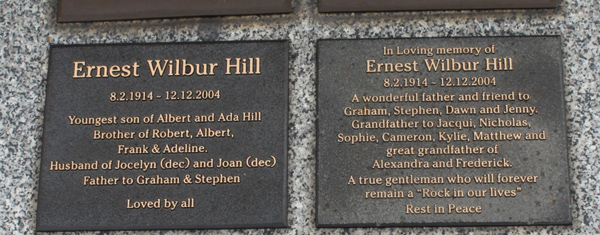 Ernest Wilbur Hill
8.2.1914 - 12.12.2004
Youngest son of Albert and Ada Hill
Brother of Robert, Albert,
Frank & Adeline.
Husband of Jocelyn (dec) and Joan (dec)
Father to Graham & Stephen
Loved by all
In Loving memory of
Ernest Wilbur Hill
8.2.1914 - 12.12.2004
A wonderful father and friend to
Graham, Stephen, Dawn and Jenny.
Grandfather to Jacqui, Nicholas,
Sophie, Cameron, Kylie, Matthew and
great grandfather of
Alexandra and Frederick.
A true gentleman who will forever
remain a "Rock in our lives"
Rest in Peace